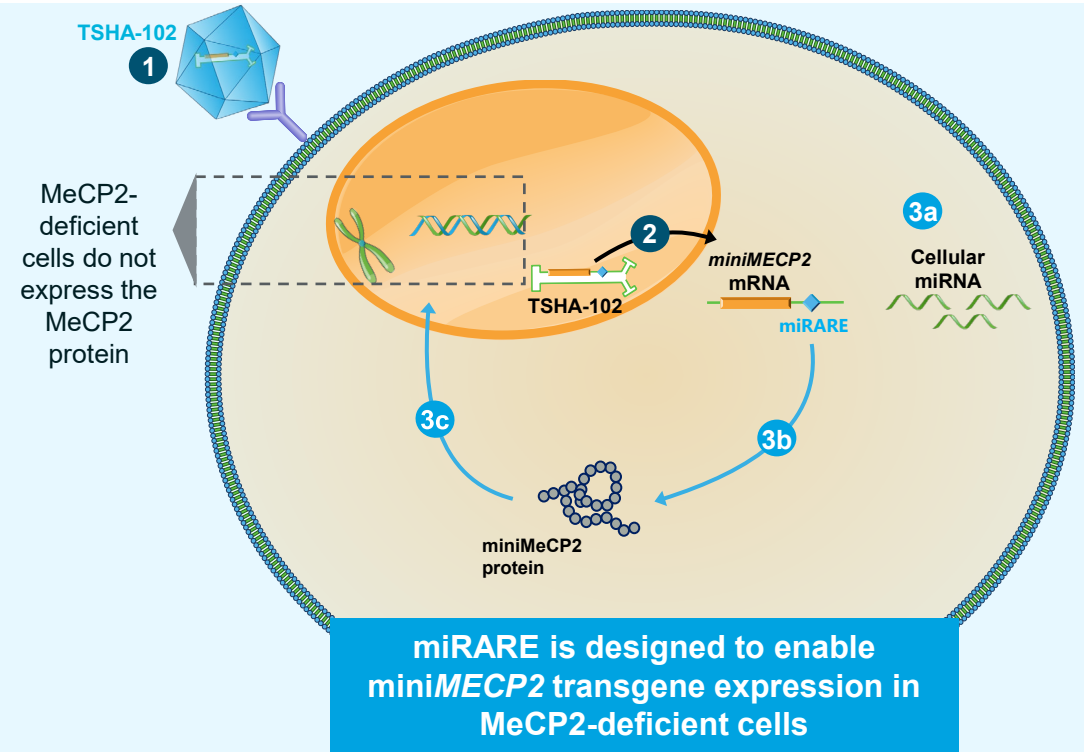 TSHA-102
1
MeCP2-
deficient
cells do not
express the
MeCP2
protein
2
TSHA-102
miniMECP2
mRNA
miRARE
3a
Cellular
miRNA
3b
3c
miniMeCP2
protein
miRARE is designed to enable
miniMECP2 transgene expression in
MeCP2-deficient cells